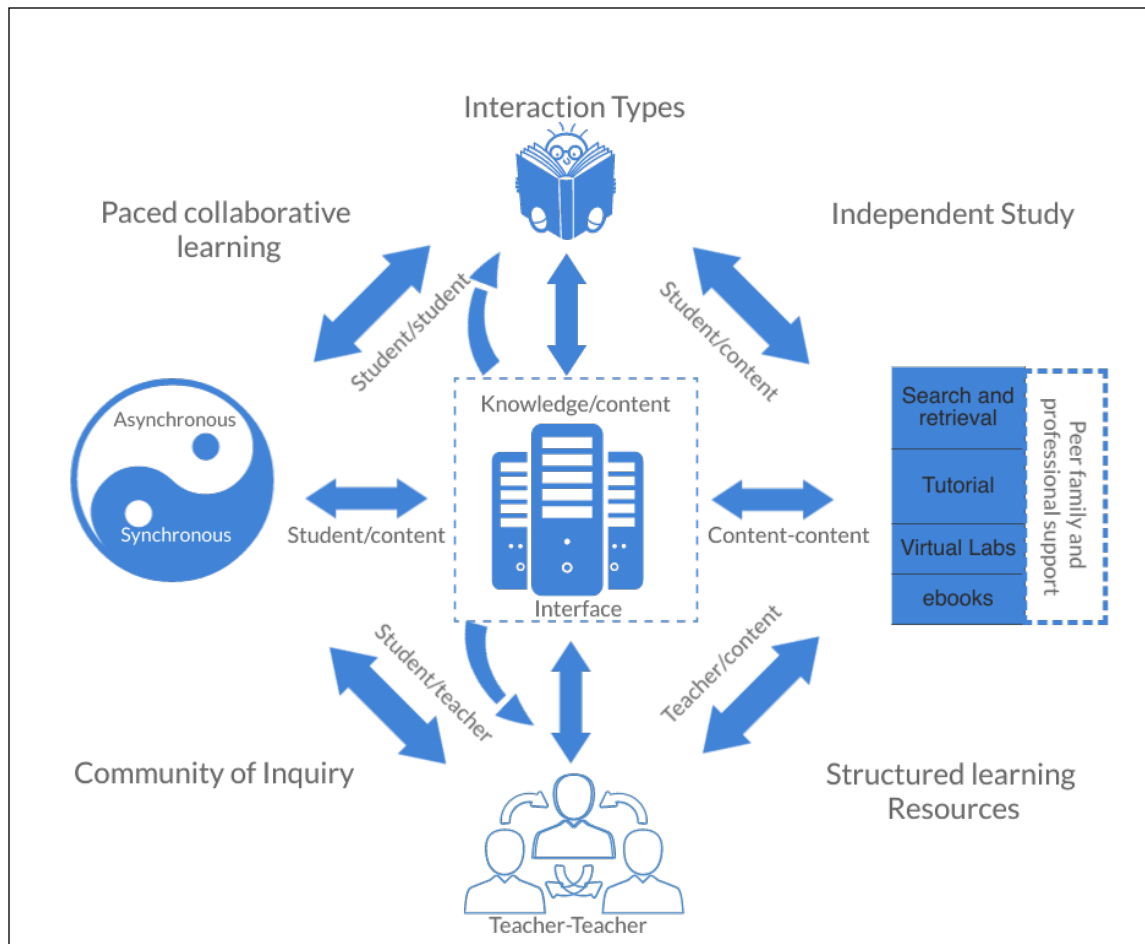 Interaction Types
Paced collaborative
learning
Independent Study
Student/student
Student/content
Knowledge/content
Asynchronous
Synchronous
Search and
retrieval
Tutorial
Virtual Labs
ebooks
Peer family and
professional support
Student/content
Content-content
Interface
Student/teacher
Teacher/content
Community of Inquiry
Structured learning
Resources
Teacher-Teacher